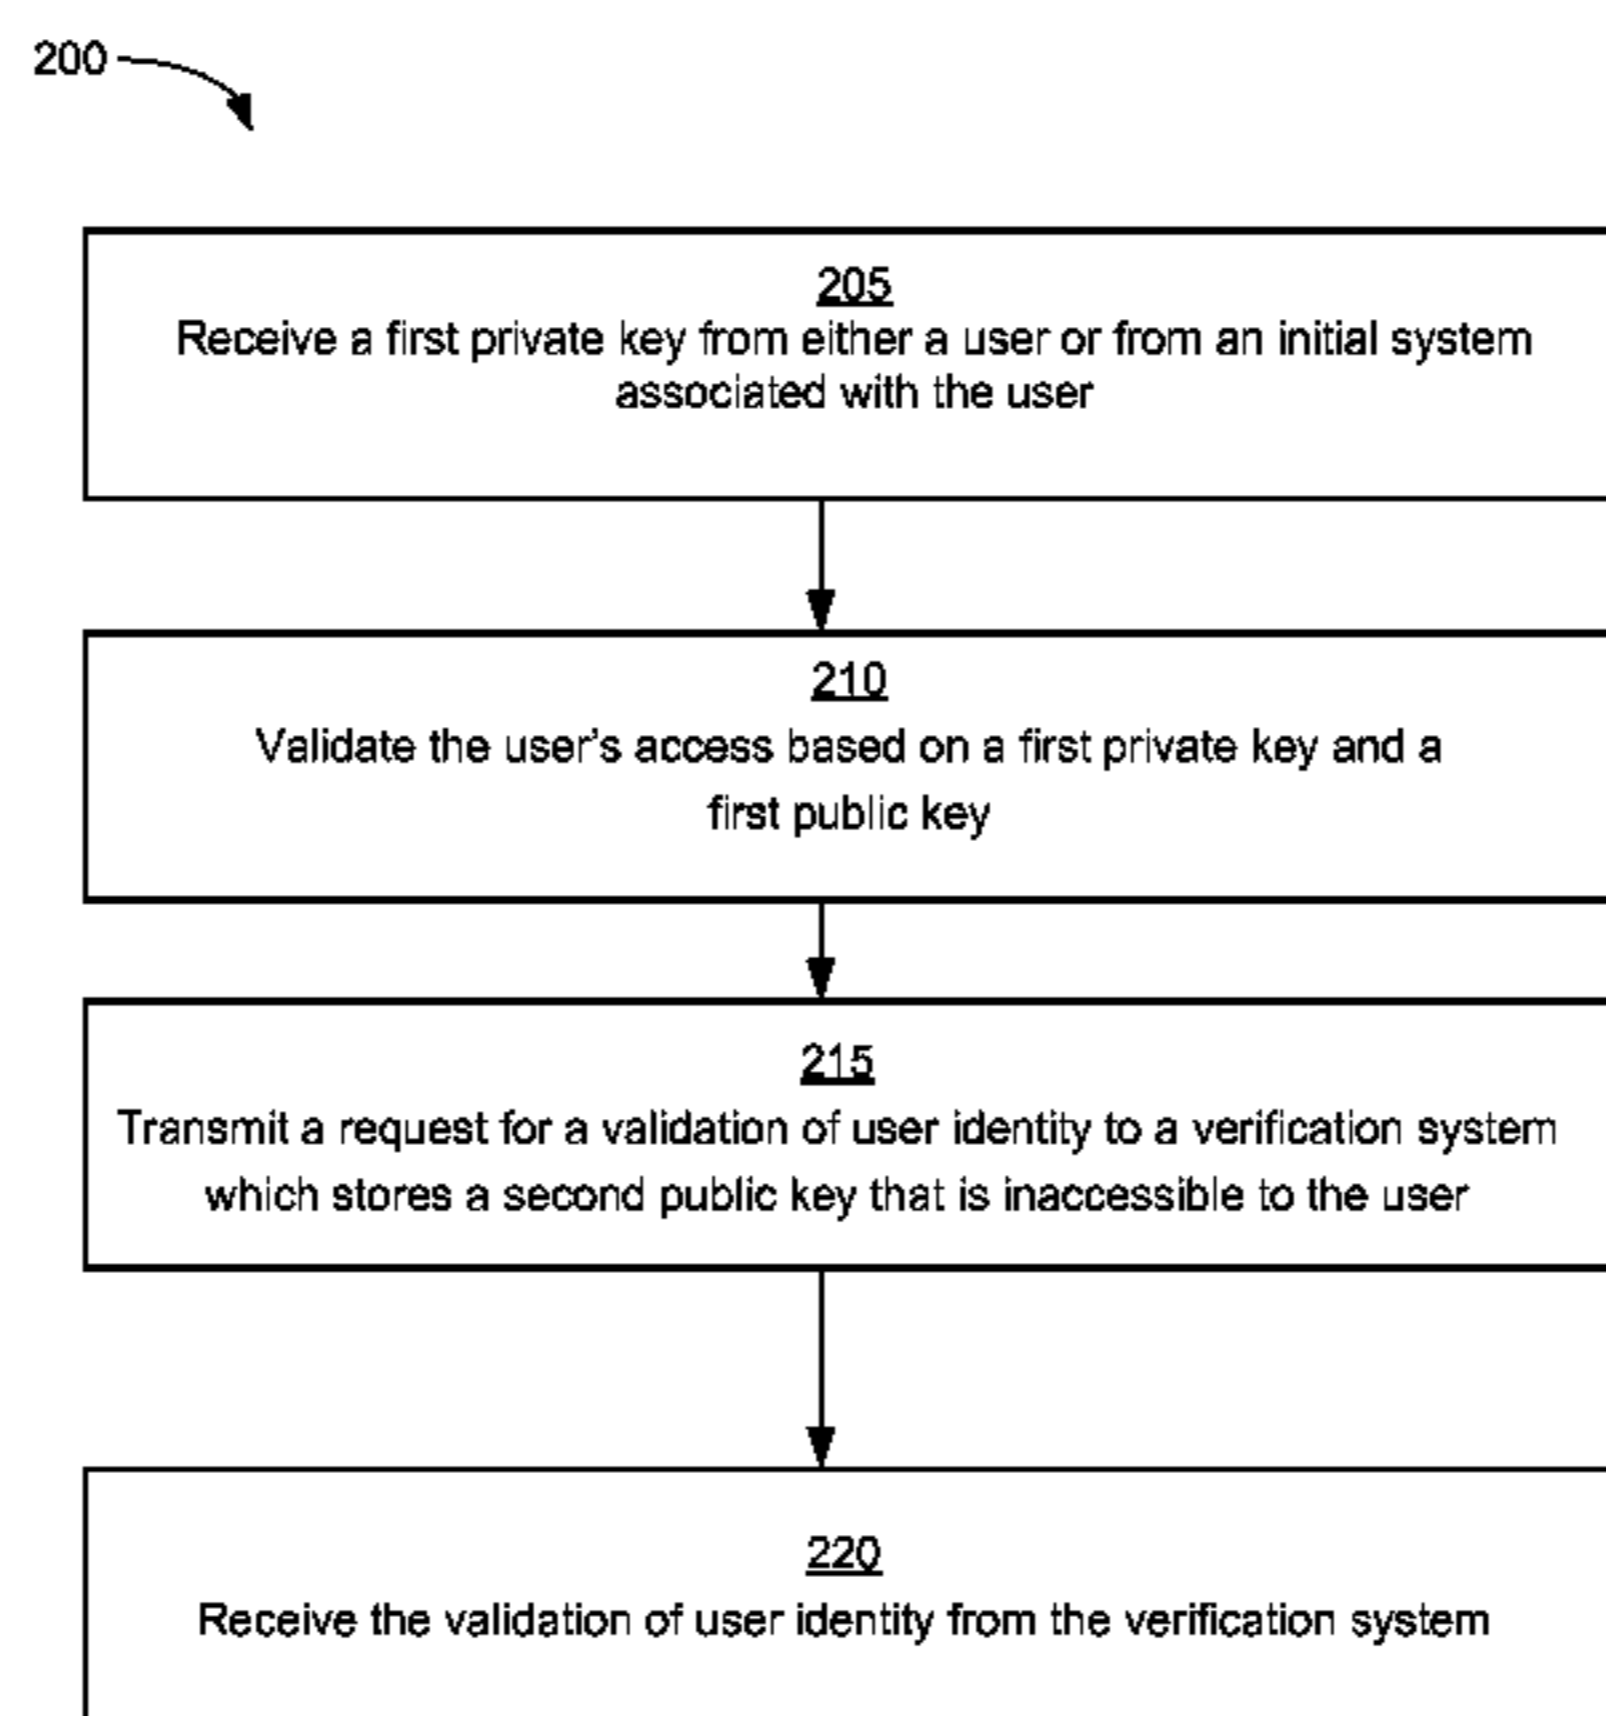 200
205
Receive a first private key from either a user or from an initial system
associated with the user
210
Validate the user's access based on a first private key and a
first public key
215
Transmit a request for a validation of user identity to a verification system
which stores a second public key that is inaccessible to the user
220
Receive the validation of user identity from the verification system